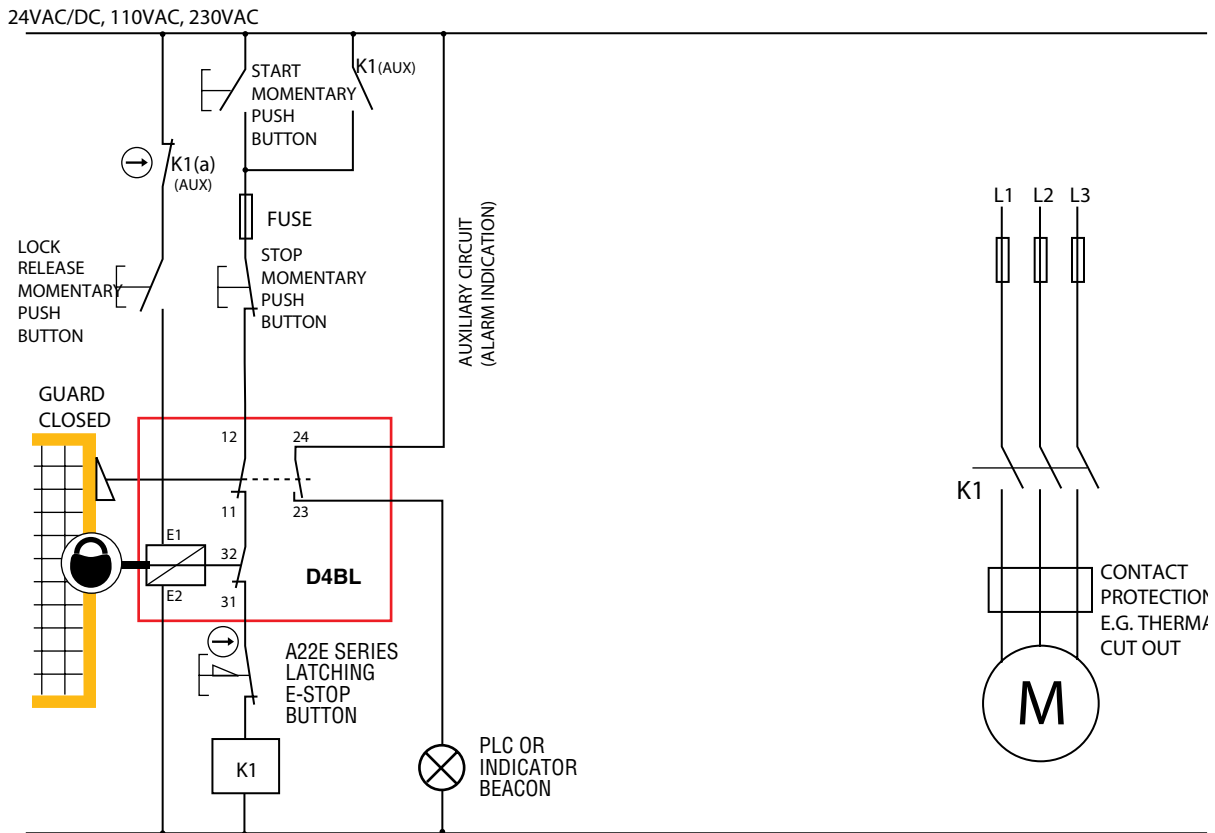 24VAC/DC, 110VAC, 230VAC
START
MOMENTARY
PUSH
BUTTON
K1(AUX)
K1(a)
(AUX)
FUSE
LOCK
RELEASE
MOMENTARY
PUSH
BUTTON
STOP
MOMENTARY
PUSH
BUTTON
AUXILIARY CIRCUIT
(ALARM INDICATION)
L1 L2 L3
GUARD
CLOSED
12
24
11
23
E1
32
D4BL
E2
31
K1
CONTACT
PROTECTION
E.G. THERMA
CUT OUT
A22E SERIES
LATCHING
E-STOP
BUTTON
M
K1
PLC OR
INDICATOR
BEACON